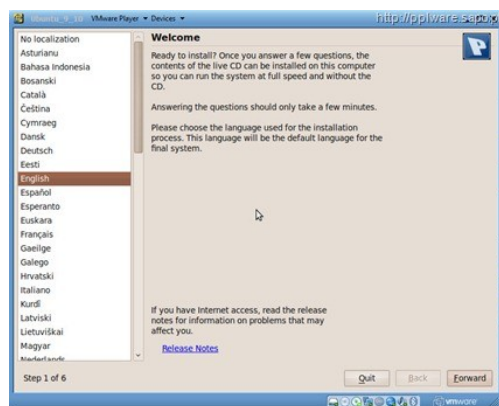 Ubuntu_9_10 VMware Player Devices
http://pplware.sapo.
No localization
Asturianu
Bahasa Indonesia
Bosanski
Català
Čeština
Cymraeg
Dansk
Deutsch
Eesti
English
Español
Esperanto
Euskara
Français
Gaeilge
Galego
Hrvatski
Italiano
Kurdî
Latviski
Lietuviškai
Magyar
Nederlands
Welcome
Ready to install? Once you answer a few questions, the
contents of the live CD can be installed on this computer
so you can run the system at full speed and without the
CD.
Answering the questions should only take a few minutes.
Please choose the language used for the installation
process. This language will be the default language for the
final system.
If you have Internet access, read the release
notes for information on problems that may
affect you.
Release Notes
Step 1 of 6
Quit Back Forward
vmware